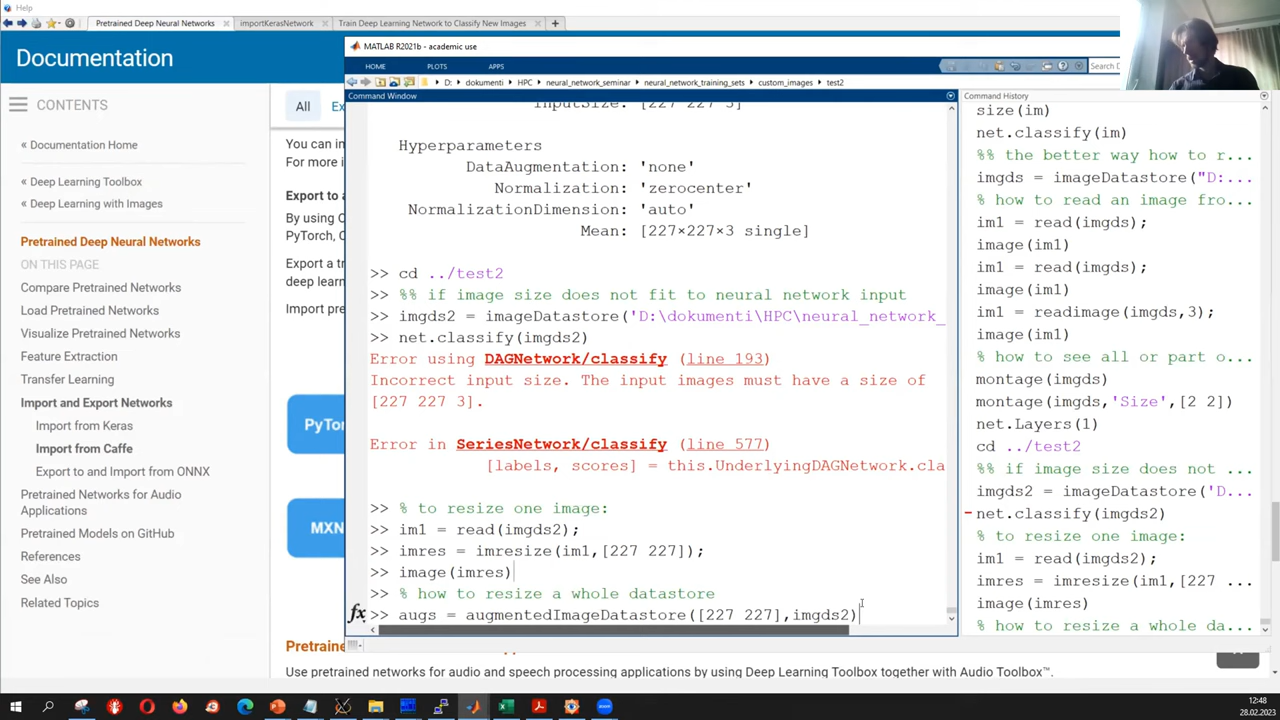 Help
Pretrained Deep Neural Networks
importKerasNetwork
Train Deep Learning Network to Classify New Images
Documentation
CONTENTS
« Documentation Home
« Deep Learning Toolbox
« Deep Learning with Images
Pretrained Deep Neural Networks
ON THIS PAGE
Compare Pretrained Networks
Load Pretrained Networks
Visualize Pretrained Networks
Feature Extraction
Transfer Learning
Import and Export Networks
Import from Keras
Import from Caffe
Export to and Import from ONNX
Pretrained Networks for Audio
Applications
Pretrained Models on GitHub
References
See Also
Related Topics
All
Ex
You can in
For more i
Export to a
By using C
PyTorch, C
Export a tr
deep learn
Import pre
PyTor
MXN
Pretrained
Use pretrained networks for audio and speech processing applications by using Deep Learning Toolbox together with Audio Toolbox™.
MATLAB R2021b - academic use
HOME
PLOTS
APPS
Search Doc
D: dokumenti HPC neural_network_seminar neural_network_training_sets custom_images test2
Command Window
InputSize: [227 227 3]
Hyperparameters
DataAugmentation: 'none'
Normalization: 'zerocenter'
NormalizationDimension: 'auto'
Mean: [227×227×3 single]
>> cd ../test2
>> %% if image size does not fit to neural network input
>> imgds2 = imageDatastore('D:\dokumenti\HPC\neural_network_
>> net.classify(imgds2)
Error using DAGNetwork/classify (line 193)
Incorrect input size. The input images must have a size of
[227 227 3].
Error in SeriesNetwork/classify (line 577)
[labels, scores] = this.UnderlyingDAGNetwork.cla
>> % to resize one image:
>> im1 = read(imgds2);
>> imres = imresize(im1,[227 227]);
>> image(imres)
>> % how to resize a whole datastore
fx >> augs = augmentedImageDatastore([227 227],imgds2)
Command History
size(im)
net.classify(im)
%% the better way how to r...
imgds = imageDatastore("D:...
% how to read an image fro...
im1 = read(imgds);
image(im1)
im1 = read(imgds);
image(im1)
im1 = readimage(imgds,3);
image(im1)
% how to see all or part o...
montage(imgds)
montage(imgds,'Size',[2 2])
net.Layers(1)
cd ../test2
%% if image size does not ...
imgds2 = imageDatastore('D...
net.classify(imgds2)
% to resize one image:
im1 = read(imgds2);
imres = imresize(im1,[227 ...
image(imres)
% how to resize a whole da...
12:48
28.02.2023